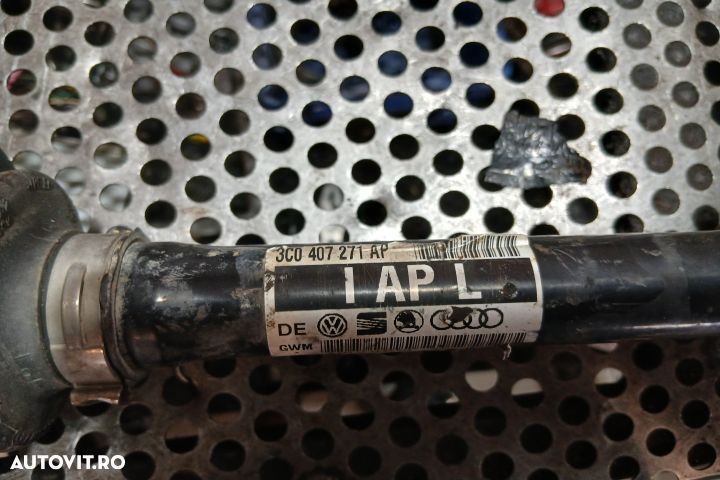 3C0 407 271 AP
I AP L
DE
GWM
AUTOVIT.RO